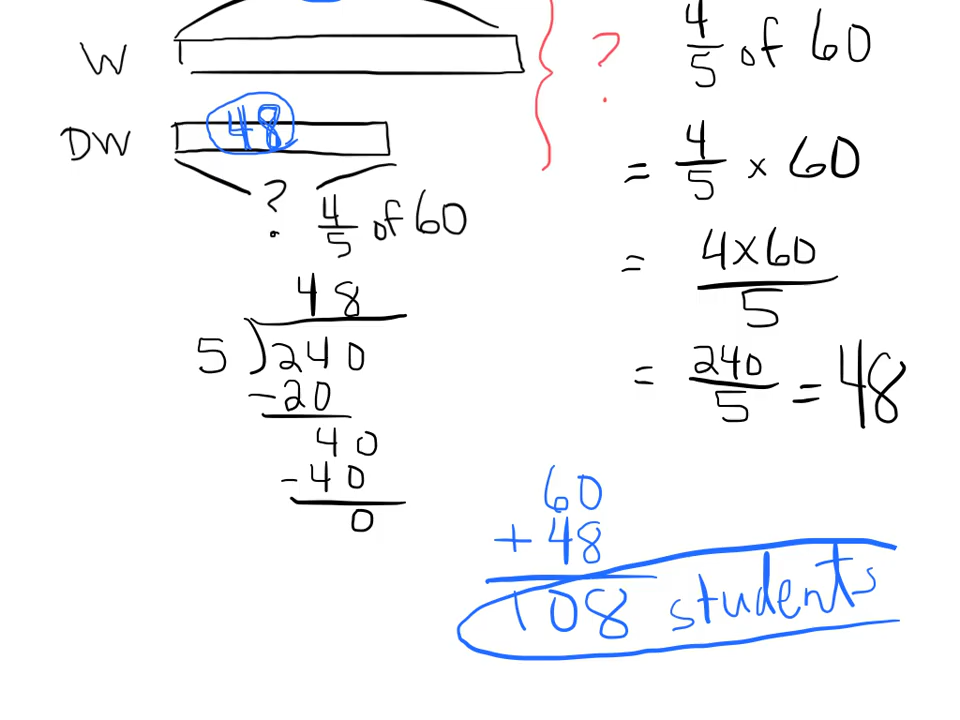 W
?
DW
48
? 4/5 of 60
48
5)240
-20
40
-40
0
4/5 of 60
= 4/5 × 60
= 4×60/5
= 240/5 = 48
60
+48
108 students